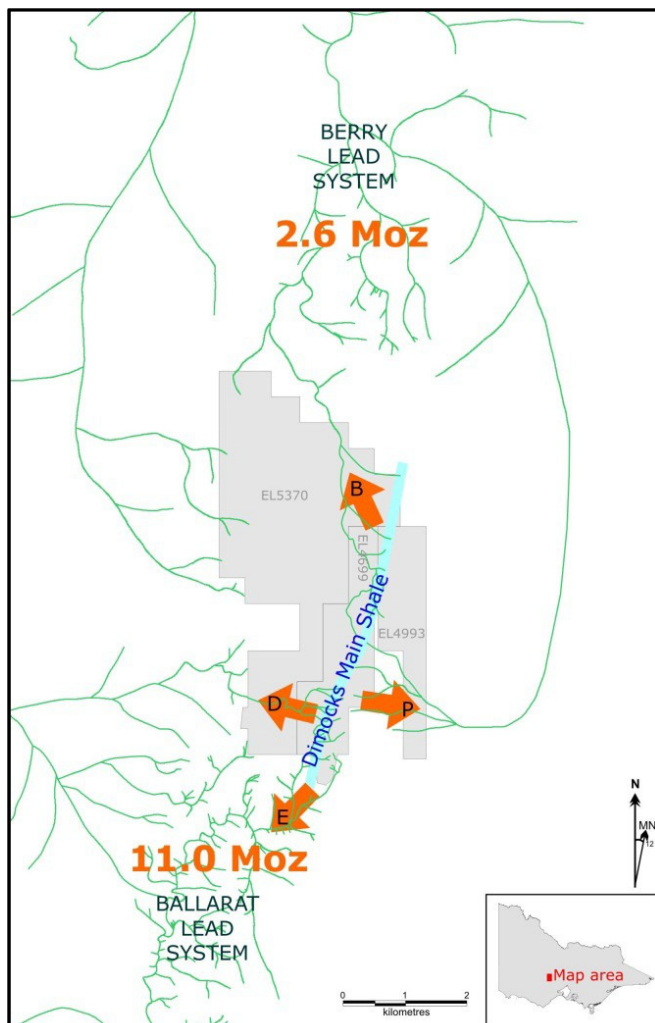 BERRY
LEAD
SYSTEM
2.6 Moz
B
EL5370
EL4699
EL4993
Dimocks Main Shale
D
P
E
11.0 Moz
BALLARAT
LEAD
SYSTEM
N
MN
12
Map area
0 1 2
kilometres